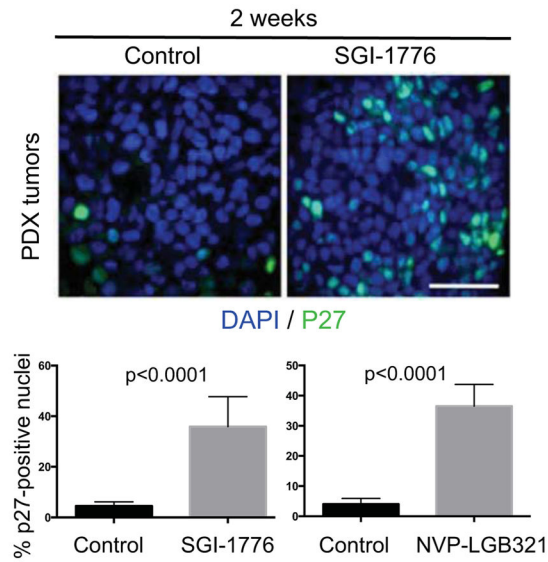 2 weeks
Control SGI-1776
PDX tumors
DAPI / P27
% p27-positive nuclei
60
40
20
0
p<0.0001
Control SGI-1776
50
40
30
20
10
0
p<0.0001
Control NVP-LGB321